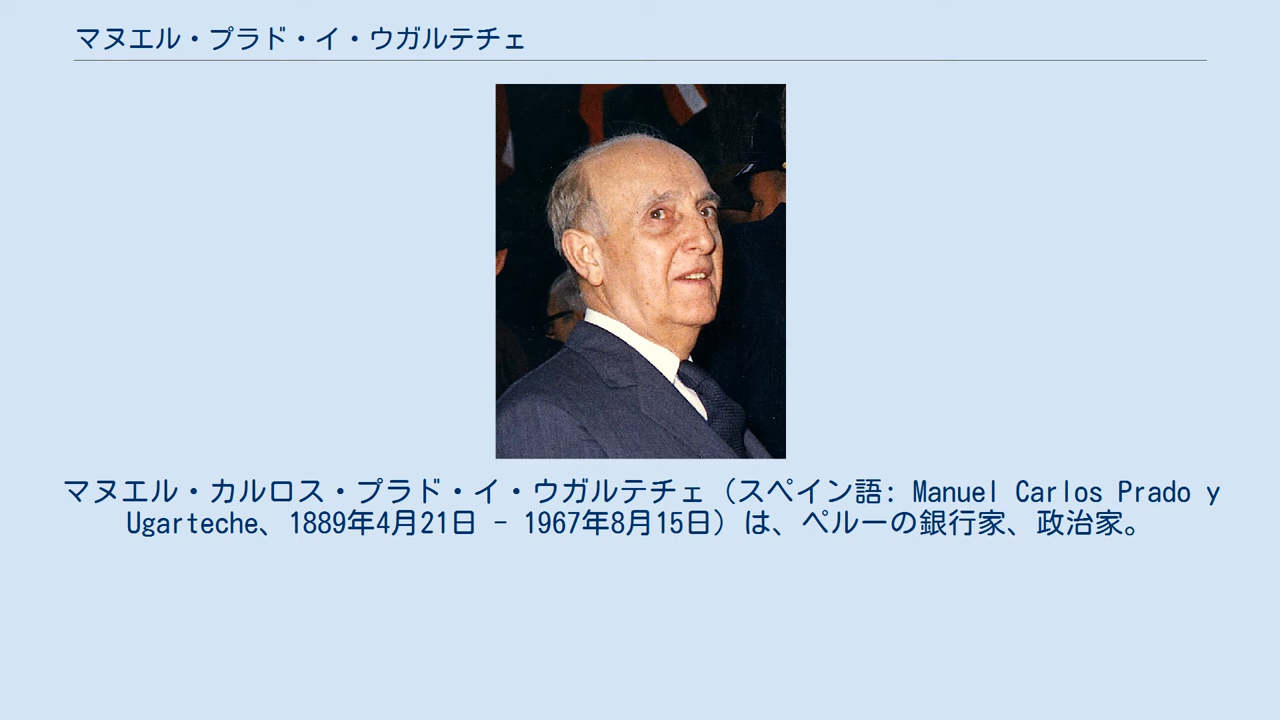 マヌエル・プラド・イ・ウガルテチェ
マヌエル・カルロス・プラド・イ・ウガルテチェ（スペイン語: Manuel Carlos Prado y
Ugarteche、1889年4月21日 - 1967年8月15日）は、ペルーの銀行家、政治家。